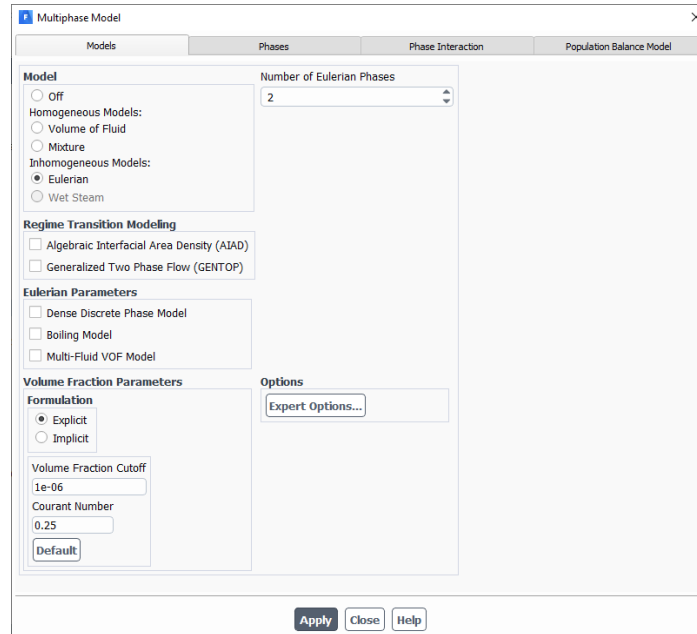 Multiphase Model
Models
Phases
Phase Interaction
Population Balance Model
Model
Off
Homogeneous Models:
Volume of Fluid
Mixture
Inhomogeneous Models:
Eulerian
Wet Steam
Number of Eulerian Phases
2
Regime Transition Modeling
Algebraic Interfacial Area Density (AIAD)
Generalized Two Phase Flow (GENTOP)
Eulerian Parameters
Dense Discrete Phase Model
Boiling Model
Multi-Fluid VOF Model
Volume Fraction Parameters
Formulation
Explicit
Implicit
Volume Fraction Cutoff
1e-06
Courant Number
0.25
Default
Options
Expert Options...
Apply
Close
Help